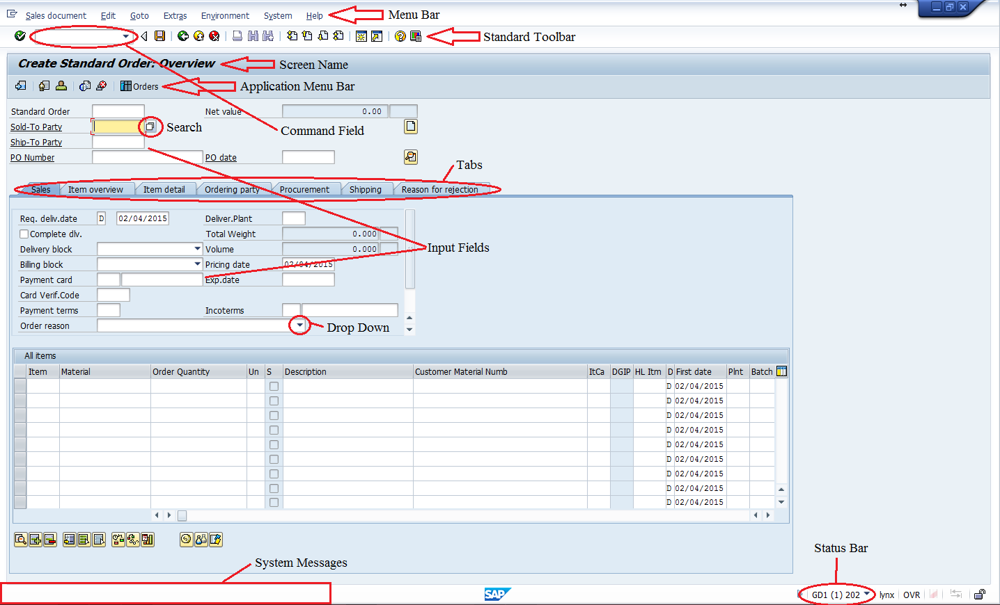 Sales document Edit Goto Extras Environment System Help Menu Bar
Standard Toolbar
Create Standard Order: Overview Screen Name
Orders Application Menu Bar
Standard Order Net value 0.00
Sold-To Party Search Command Field
Ship-To Party
PO Number PO date
Tabs
Sales Item overview Item detail Ordering party Procurement Shipping Reason for rejection
Req. deliv.date D 02/04/2015 Deliver.Plant
Complete dlv. Total Weight 0.000
Delivery block Volume 0.000 Input Fields
Billing block Pricing date 02/04/2015
Payment card Exp.date
Card Verif.Code
Payment terms Incoterms
Order reason Drop Down
All items
Item Material Order Quantity Un S Description Customer Material Numb ItCa DGIP HL Itm D First date Plnt Batch
D 02/04/2015
D 02/04/2015
D 02/04/2015
D 02/04/2015
D 02/04/2015
D 02/04/2015
D 02/04/2015
D 02/04/2015
D 02/04/2015
Status Bar
System Messages
SAP GD1 (1) 202 lynx OVR